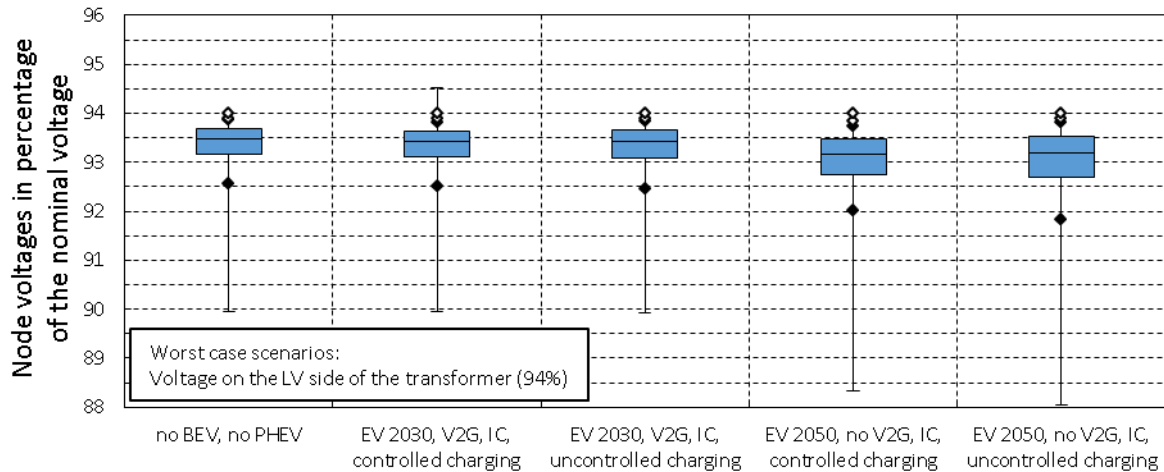 Node voltages in percentage
of the nominal voltage
96
95
94
93
92
91
90
89
88
Worst case scenarios:
Voltage on the LV side of the transformer (94%)
no BEV, no PHEV
EV 2030, V2G, IC,
controlled charging
EV 2030, V2G, IC,
uncontrolled charging
EV 2050, no V2G, IC,
controlled charging
EV 2050, no V2G, IC,
uncontrolled charging